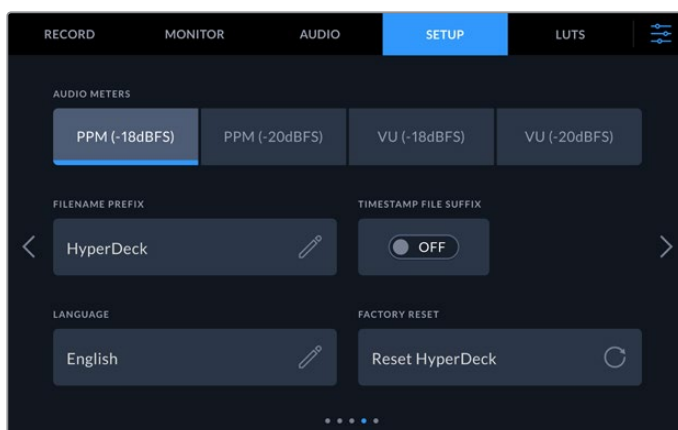 RECORD MONITOR AUDIO SETUP LUTS
AUDIO METERS
PPM (-18dBFS) PPM (-20dBFS) VU (-18dBFS) VU (-20dBFS)
FILENAME PREFIX TIMESTAMP FILE SUFFIX
HyperDeck OFF
LANGUAGE FACTORY RESET
English Reset HyperDeck